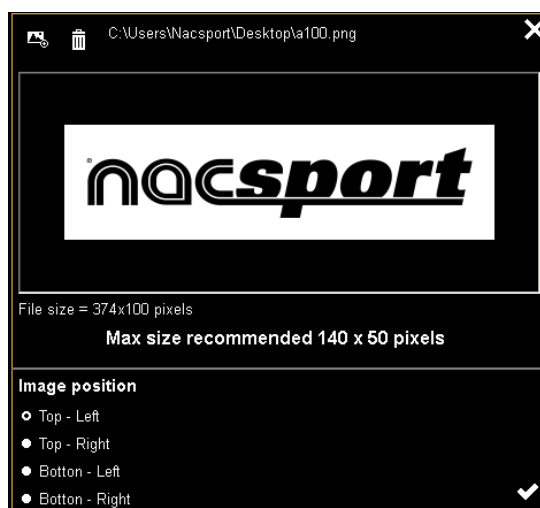 C:\Users\Nacsport\Desktop\a100.png
nacsport
File size = 374x100 pixels
Max size recommended 140 x 50 pixels
Image position
Top - Left
Top - Right
Botton - Left
Botton - Right